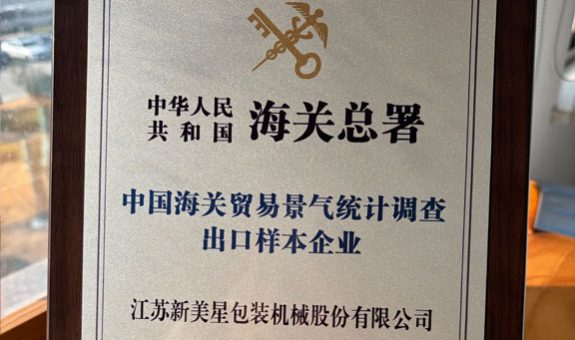 中华人民共和国 海关总署
中国海关贸易景气统计调查
出口样本企业
江苏新美星包装机械股份有限公司